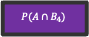 P(A ∩ B₄)